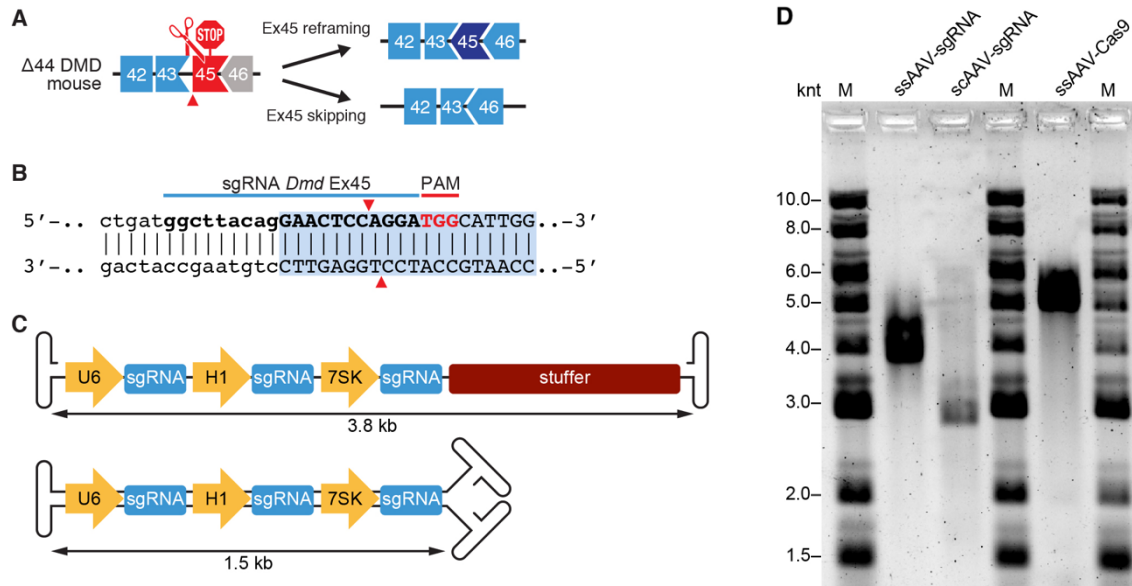 A
STOP
Δ44 DMD
mouse
42 43 45 46
Ex45 reframing
42 43 45 46
Ex45 skipping
42 43 46
B
sgRNA Dmd Ex45 PAM
5′-.. ctgatggcttacagGAACTCCAGGATGGCATTGG ..-3′
3′-.. gactaccgaatgtcCTTGAGGTCCTACCGTAACC ..-5′
C
U6 sgRNA H1 sgRNA 7SK sgRNA stuffer
3.8 kb
U6 sgRNA H1 sgRNA 7SK sgRNA
1.5 kb
D
knt M ssAAV-sgRNA scAAV-sgRNA M ssAAV-Cas9 M
10.0
8.0
6.0
5.0
4.0
3.0
2.0
1.5